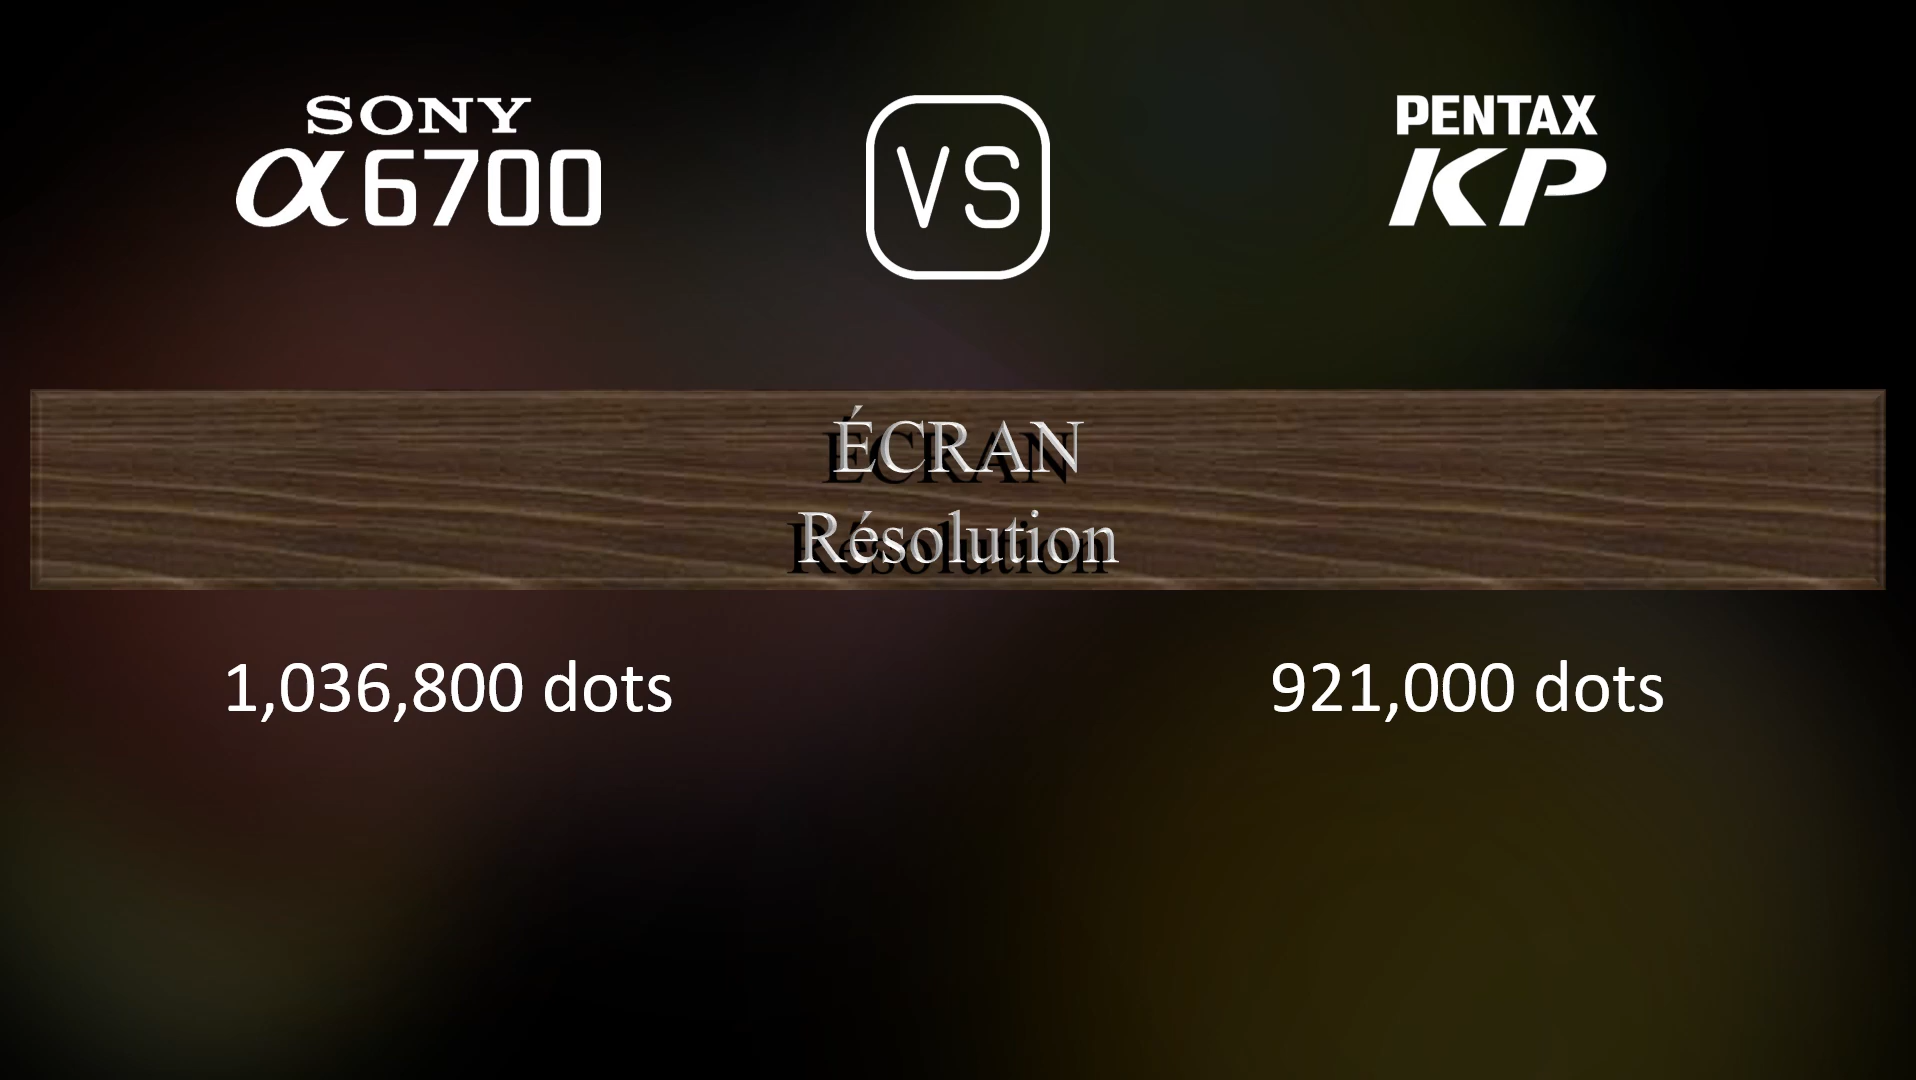 SONY
α6700
VS
PENTAX
KP
ÉCRAN
Résolution
1,036,800 dots
921,000 dots